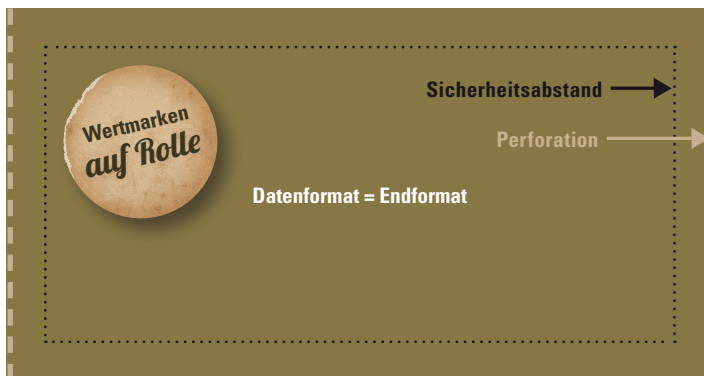 Wertmarken
auf Rolle
Sicherheitsabstand
Perforation
Datenformat = Endformat